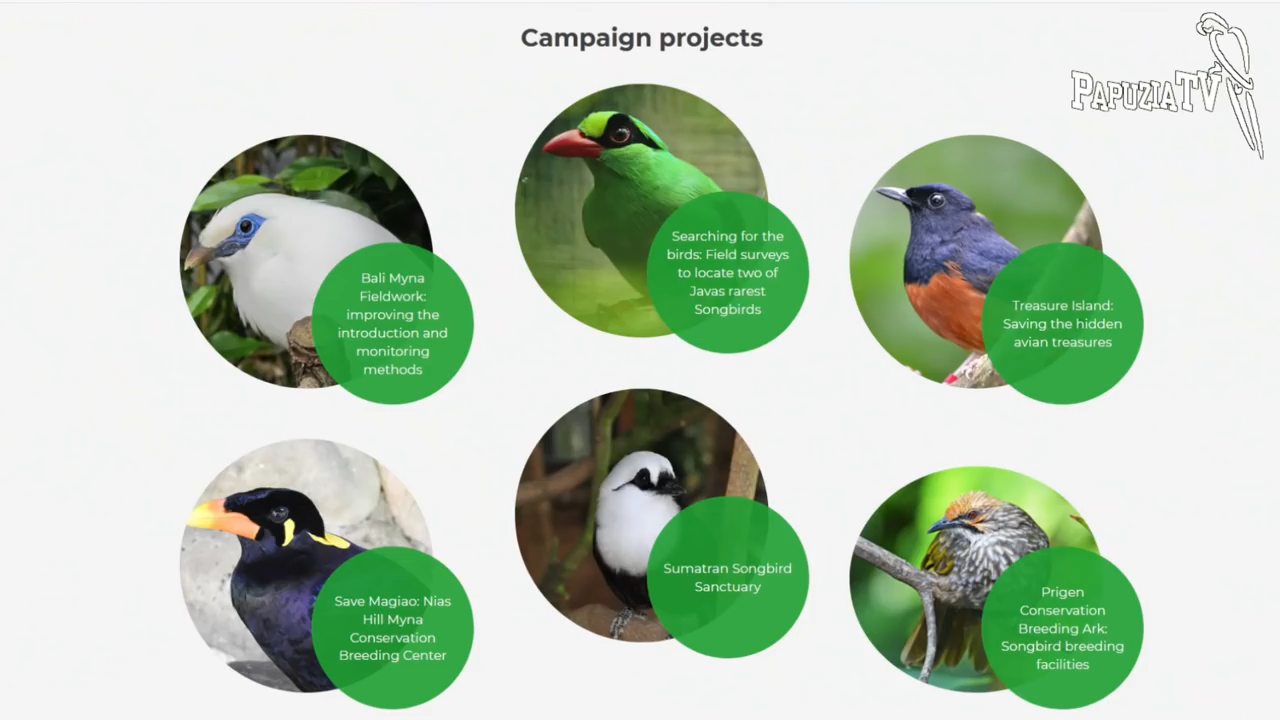 Campaign projects
PAPUZIATV
Bali Myna
Fieldwork:
improving the
introduction and
monitoring
methods
Searching for the
birds: Field surveys
to locate two of
Javas rarest
Songbirds
Treasure Island:
Saving the hidden
avian treasures
Save Magiao: Nias
Hill Myna
Conservation
Breeding Center
Sumatran Songbird
Sanctuary
Prigen
Conservation
Breeding Ark:
Songbird breeding
facilities